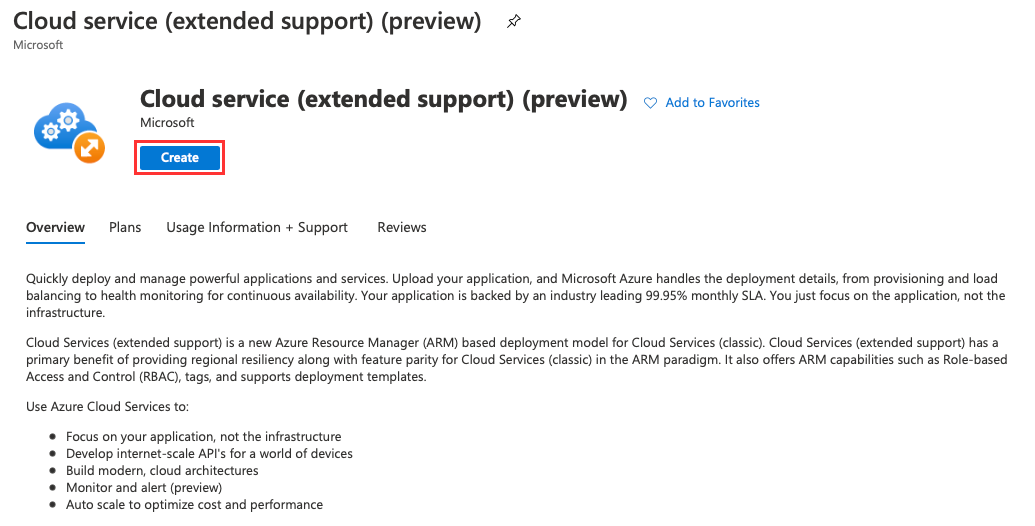 Cloud service (extended support) (preview)
Microsoft
Cloud service (extended support) (preview)
Add to Favorites
Microsoft
Create
Overview Plans Usage Information + Support Reviews
Quickly deploy and manage powerful applications and services. Upload your application, and Microsoft Azure handles the deployment details, from provisioning and load
balancing to health monitoring for continuous availability. Your application is backed by an industry leading 99.95% monthly SLA. You just focus on the application, not the
infrastructure.
Cloud Services (extended support) is a new Azure Resource Manager (ARM) based deployment model for Cloud Services (classic). Cloud Services (extended support) has a
primary benefit of providing regional resiliency along with feature parity for Cloud Services (classic) in the ARM paradigm. It also offers ARM capabilities such as Role-based
Access and Control (RBAC), tags, and supports deployment templates.
Use Azure Cloud Services to:
● Focus on your application, not the infrastructure
● Develop internet-scale API's for a world of devices
● Build modern, cloud architectures
● Monitor and alert (preview)
● Auto scale to optimize cost and performance